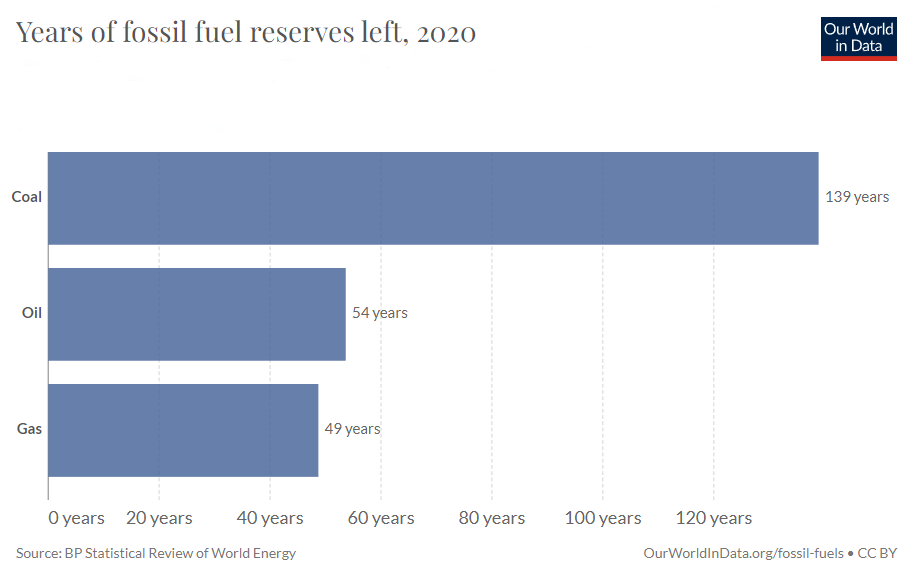 Years of fossil fuel reserves left, 2020
Our World
in Data
Coal
139 years
Oil
54 years
Gas
49 years
0 years 20 years 40 years 60 years 80 years 100 years 120 years
Source: BP Statistical Review of World Energy
OurWorldInData.org/fossil-fuels • CC BY